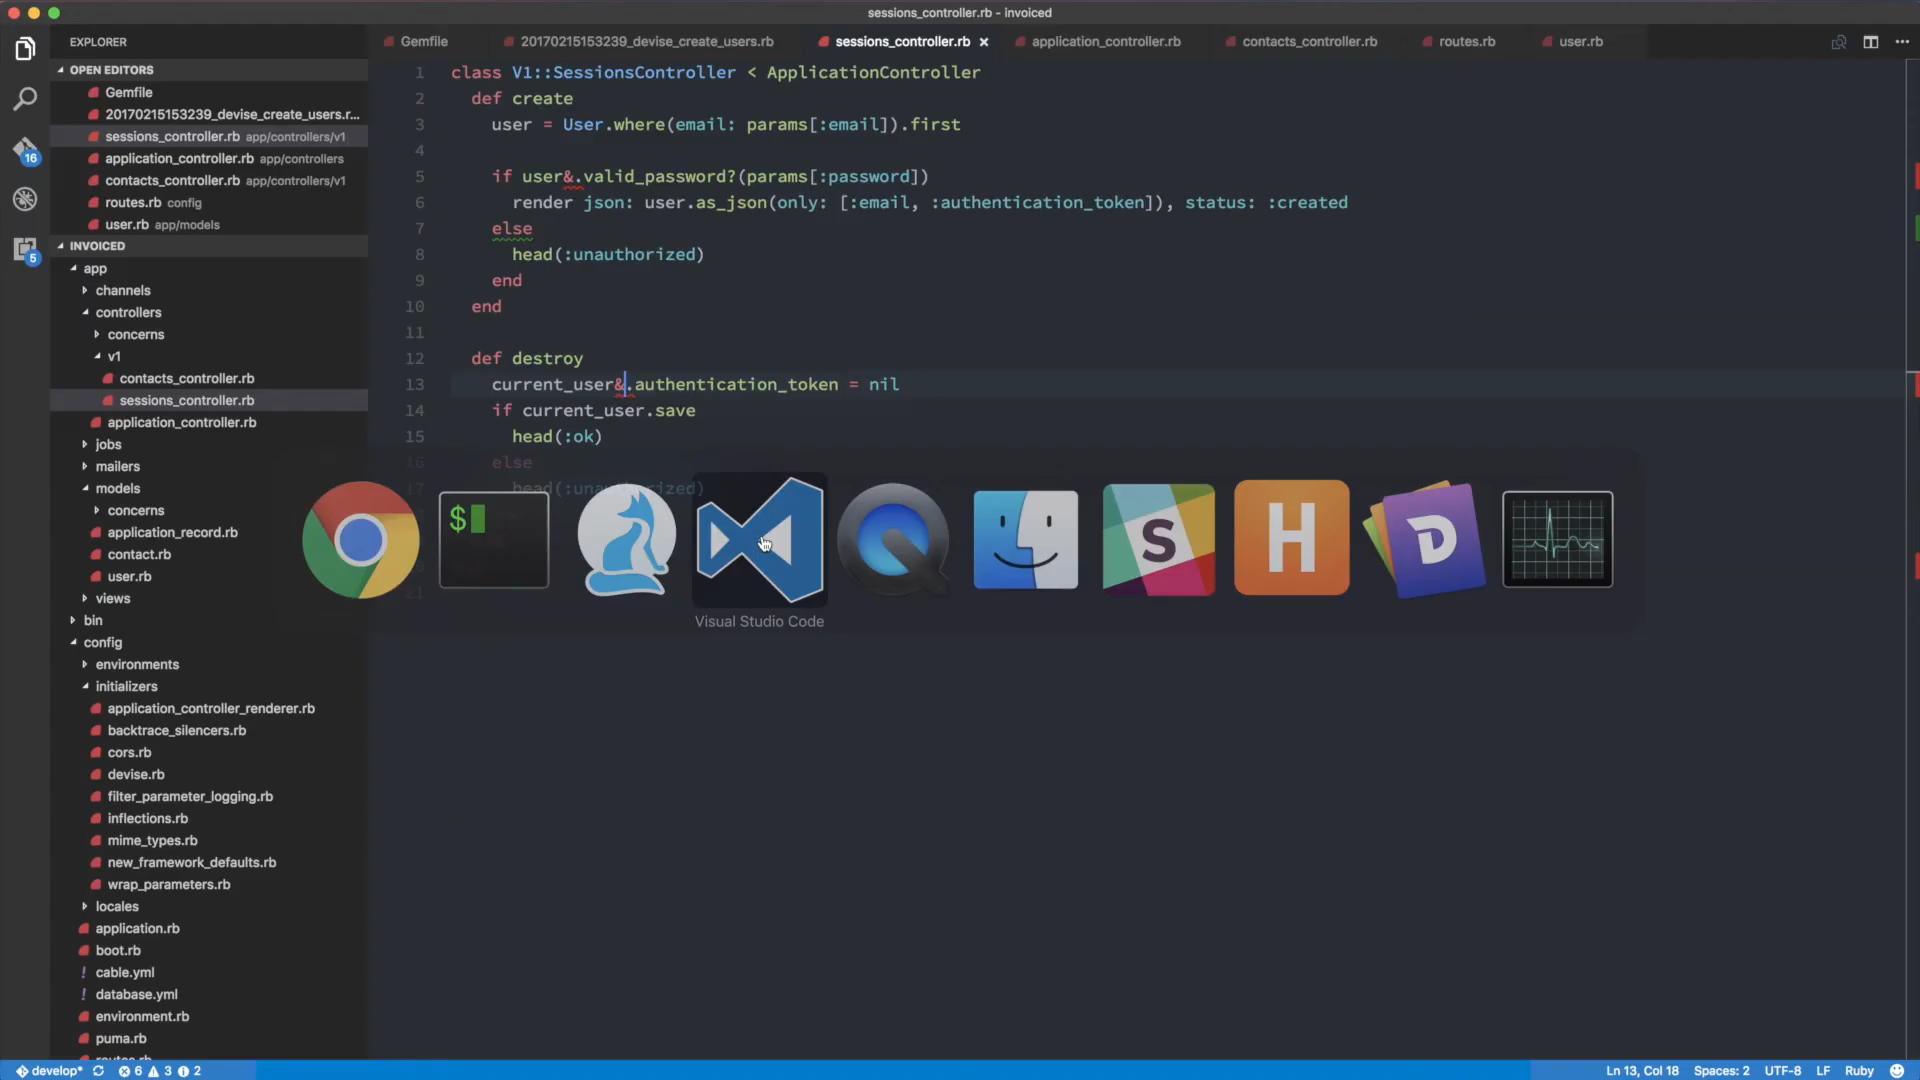 sessions_controller.rb - invoiced
EXPLORER
OPEN EDITORS
Gemfile
20170215153239_devise_create_users.r...
sessions_controller.rb app/controllers/v1
application_controller.rb app/controllers
contacts_controller.rb app/controllers/v1
routes.rb config
user.rb app/models
INVOICED
app
channels
controllers
concerns
v1
contacts_controller.rb
sessions_controller.rb
application_controller.rb
jobs
mailers
models
concerns
application_record.rb
contact.rb
user.rb
views
bin
config
environments
initializers
application_controller_renderer.rb
backtrace_silencers.rb
cors.rb
devise.rb
filter_parameter_logging.rb
inflections.rb
mime_types.rb
new_framework_defaults.rb
wrap_parameters.rb
locales
application.rb
boot.rb
! cable.yml
! database.yml
environment.rb
puma.rb
routes.rb
16
5
Gemfile 20170215153239_devise_create_users.rb sessions_controller.rb application_controller.rb contacts_controller.rb routes.rb user.rb
1 class V1::SessionsController < ApplicationController
2 def create
3 user = User.where(email: params[:email]).first
4
5 if user&.valid_password?(params[:password])
6 render json: user.as_json(only: [:email, :authentication_token]), status: :created
7 else
8 head(:unauthorized)
9 end
10 end
11
12 def destroy
13 current_user&.authentication_token = nil
14 if current_user.save
15 head(:ok)
16 else
17 head(:unauthorized)
21
$
S
H
D
Visual Studio Code
develop* 6 3 2
Ln 13, Col 18 Spaces: 2 UTF-8 LF Ruby